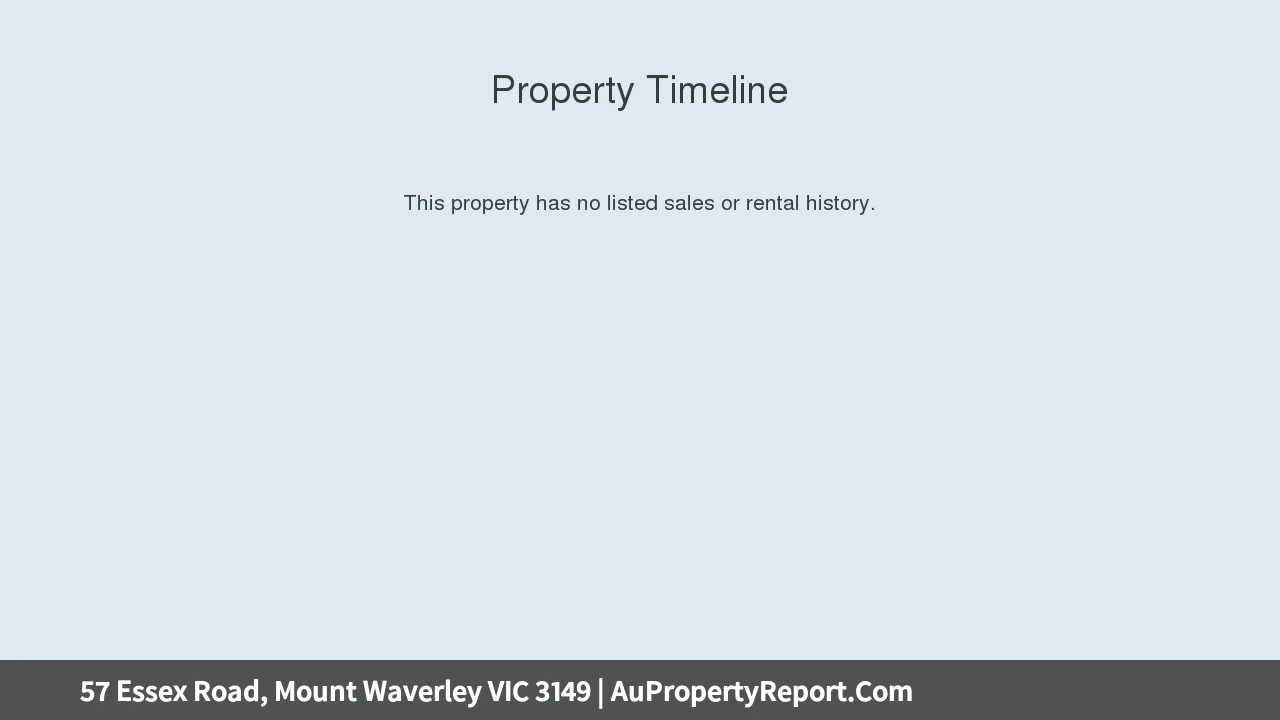 Property Timeline
This property has no listed sales or rental history.
57 Essex Road, Mount Waverley VIC 3149 | AuPropertyReport.Com